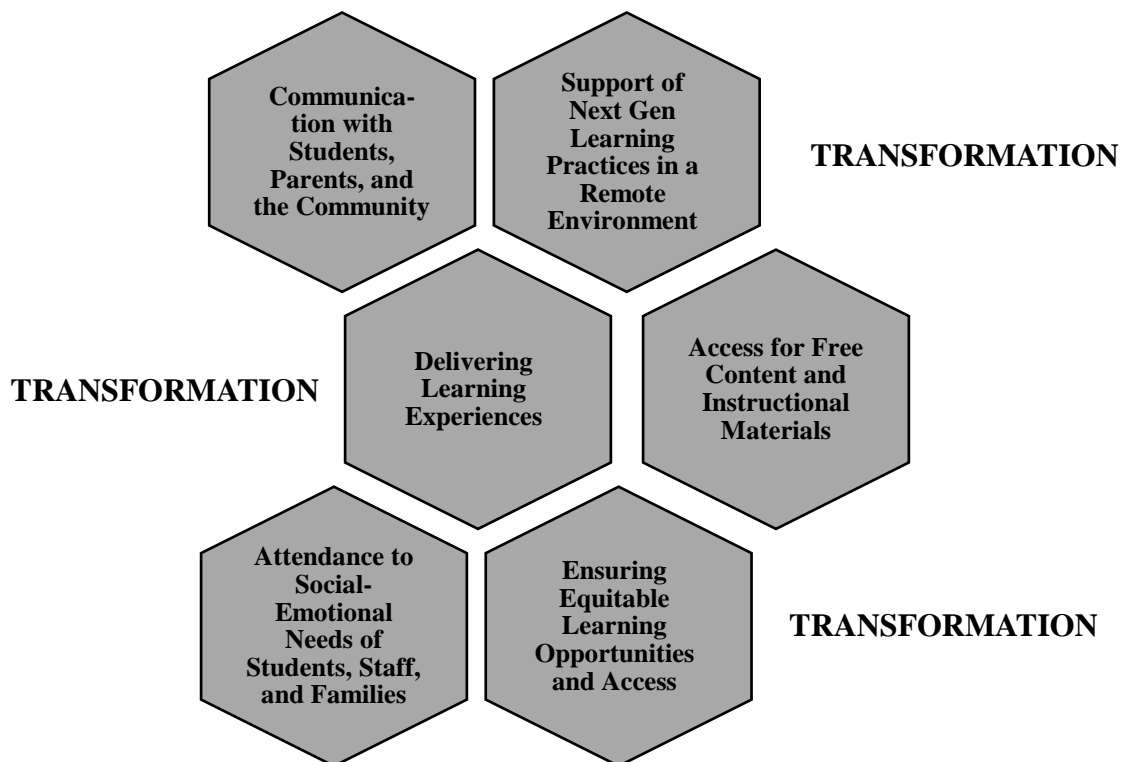 Communica-
tion with
Students,
Parents, and
the Community
Support of
Next Gen
Learning
Practices in a
Remote
Environment
TRANSFORMATION
TRANSFORMATION
Delivering
Learning
Experiences
Access for Free
Content and
Instructional
Materials
Attendance to
Social-
Emotional
Needs of
Students, Staff,
and Families
Ensuring
Equitable
Learning
Opportunities
and Access
TRANSFORMATION